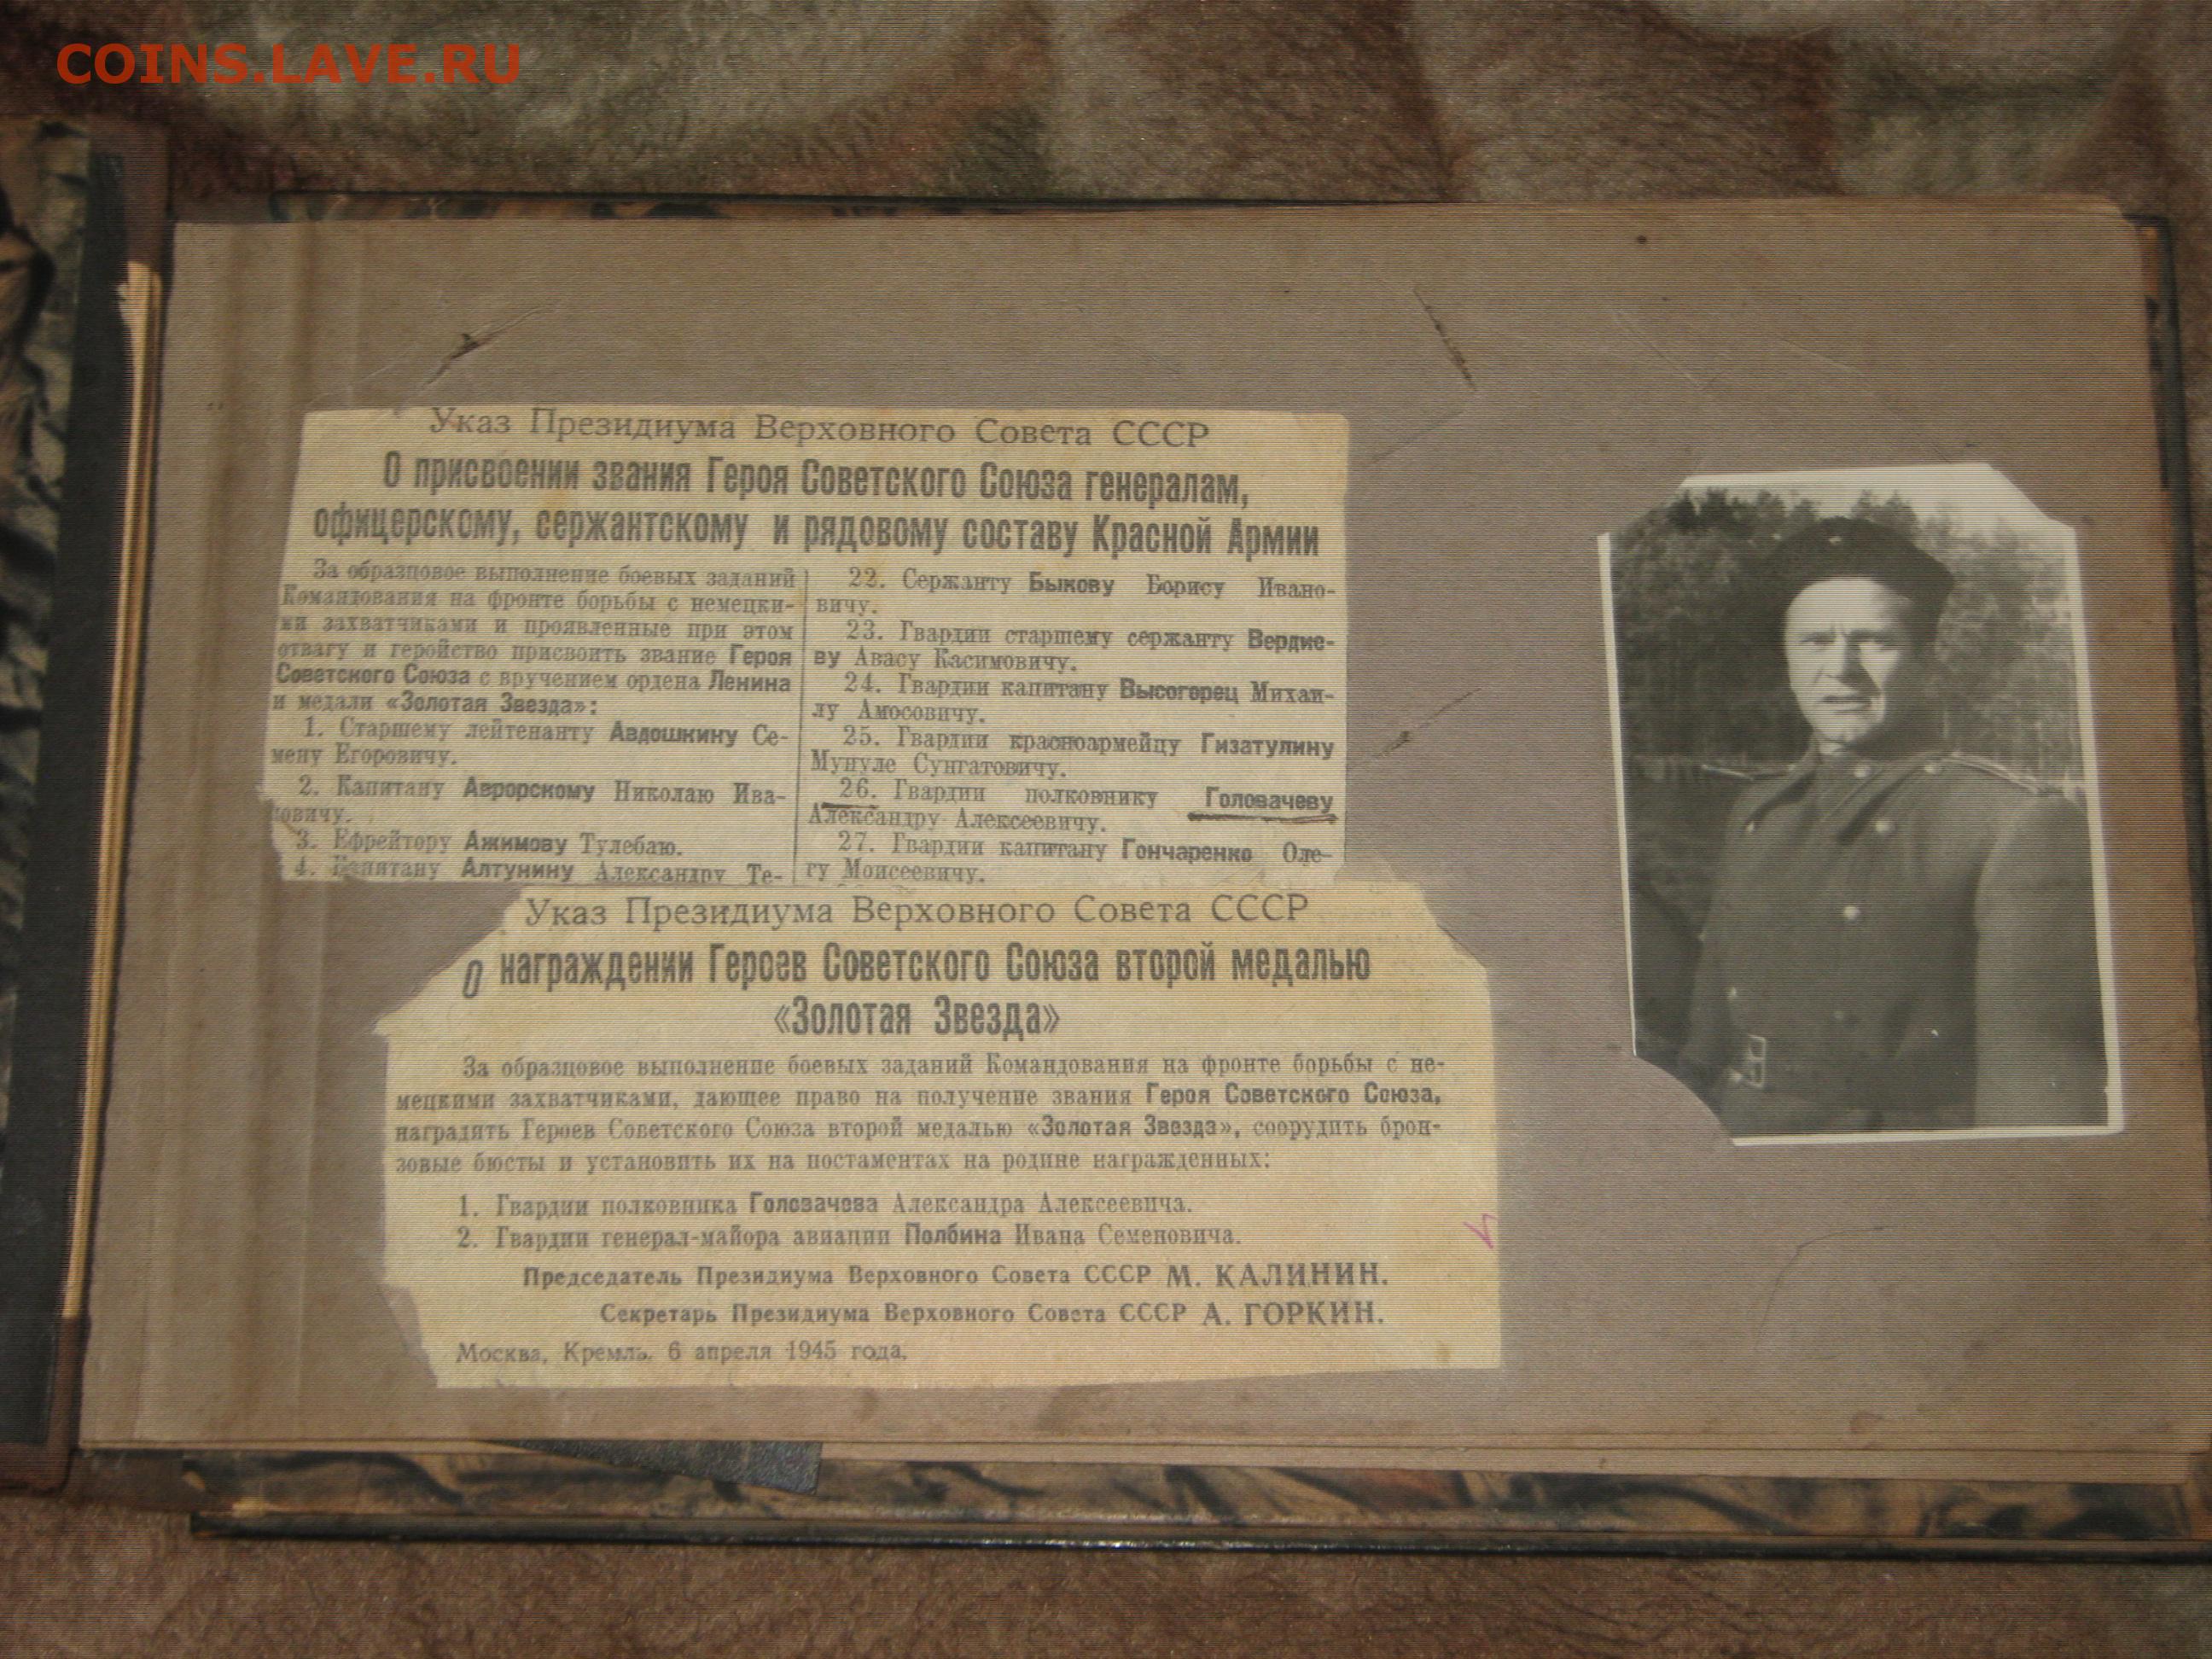 COINS.LAVE.RU
Указ Президиума Верховного Совета СССР
О присвоении звания Героя Советского Союза генералам,
офицерскому, сержантскому и рядовому составу Красной Армии
За образцовое выполнение боевых заданий
Командования на фронте борьбы с немецки-
ми захватчиками и проявленные при этом
отвагу и геройство присвоить звание Героя
Советского Союза с вручением ордена Ленина
и медали «Золотая Звезда»:
1. Старшему лейтенанту Авдошкину Се-
мену Егоровичу.
2. Капитану Аврорскому Николаю Ива-
новичу.
3. Ефрейтору Ажимову Тулебаю.
4. Капитану Алтунину Александру Те-
22. Сержанту Быкову Борису Ивано-
вичу.
23. Гвардии старшему сержанту Вердие-
ву Авасу Касимовичу.
24. Гвардии капитану Высогорец Михаи-
лу Амосовичу.
25. Гвардии красноармейцу Гизатулину
Мунуле Сунгатовичу.
26. Гвардии полковнику Головачеву
Александру Алексеевичу.
27. Гвардии капитану Гончаренко Оле-
гу Моисеевичу.
Указ Президиума Верховного Совета СССР
О награждении Героев Советского Союза второй медалью
«Золотая Звезда»
За образцовое выполнение боевых заданий Командования на фронте борьбы с не-
мецкими захватчиками, дающее право на получение звания Героя Советского Союза,
наградить Героев Советского Союза второй медалью «Золотая Звезда», соорудить брон-
зовые бюсты и установить их на постаментах на родине награжденных:
1. Гвардии полковника Головачева Александра Алексеевича.
2. Гвардии генерал-майора авиации Полбина Ивана Семеновича.
Председатель Президиума Верховного Совета СССР М. КАЛИНИН.
Секретарь Президиума Верховного Совета СССР А. ГОРКИН.
Москва, Кремль. 6 апреля 1945 года.